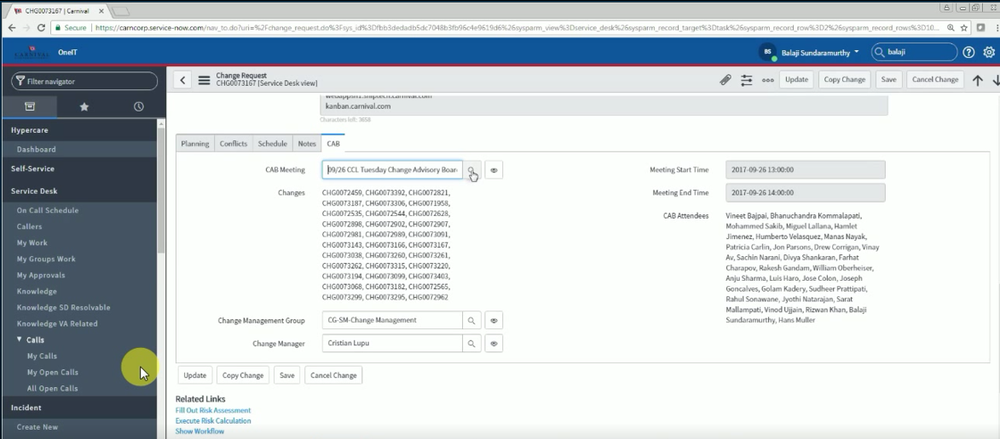 CHG0073167 | Carnival
Secure
https://carncorp.service-now.com/nav_to.do?uri=%2Fchange_request.do%3Fsys_id%3Dfbb3dedadb5dc7048b3fb96c4e9619d6%26sysparm_view%3Dservice_desk%26sysparm_record_target%3Dtask%26sysparm_record_row%3D2%26sysparm_record_rows%3D10...
CARNIVAL
OneIT
BS
Balaji Sundaramurthy
balaji
Filter navigator
Change Request
CHG0073167 [Service Desk view]
Update
Copy Change
Save
Cancel Change
Hypercare
Dashboard
Self-Service
Service Desk
On Call Schedule
Callers
My Work
My Groups Work
My Approvals
Knowledge
Knowledge SD Resolvable
Knowledge VA Related
Calls
My Calls
My Open Calls
All Open Calls
Incident
Create New
kanban.carnival.com
Characters left: 3658
Planning
Conflicts
Schedule
Notes
CAB
CAB Meeting
09/26 CCL Tuesday Change Advisory Boar
Changes
CHG0072459, CHG0073392, CHG0072821,
CHG0073187, CHG0073306, CHG0071958,
CHG0072535, CHG0072544, CHG0072628,
CHG0072898, CHG0072902, CHG0072907,
CHG0072981, CHG0072989, CHG0073091,
CHG0073143, CHG0073166, CHG0073167,
CHG0073038, CHG0073260, CHG0073261,
CHG0073262, CHG0073315, CHG0073220,
CHG0073194, CHG0073099, CHG0073403,
CHG0073068, CHG0073182, CHG0072565,
CHG0073299, CHG0073295, CHG0072962
Change Management Group
CG-SM-Change Management
Change Manager
Cristian Lupu
Meeting Start Time
2017-09-26 13:00:00
Meeting End Time
2017-09-26 14:00:00
CAB Attendees
Vineet Bajpai, Bhanuchandra Kommalapati,
Mohammed Sakib, Miguel Lallana, Hamlet
Jimenez, Humberto Velasquez, Manas Nayak,
Patricia Carlin, Jon Parsons, Drew Corrigan, Vinay
Av, Sachin Narani, Divya Shankaran, Farhat
Charapov, Rakesh Gandam, William Oberheiser,
Anju Sharma, Luis Haro, Jose Colon, Joseph
Goncalves, Golam Kadery, Sudheer Prattipati,
Rahul Sonawane, Jyothi Natarajan, Sarat
Mallampati, Vinod Ujjain, Rizwan Khan, Balaji
Sundaramurthy, Hans Muller
Update
Copy Change
Save
Cancel Change
Related Links
Fill Out Risk Assessment
Execute Risk Calculation
Show Workflow